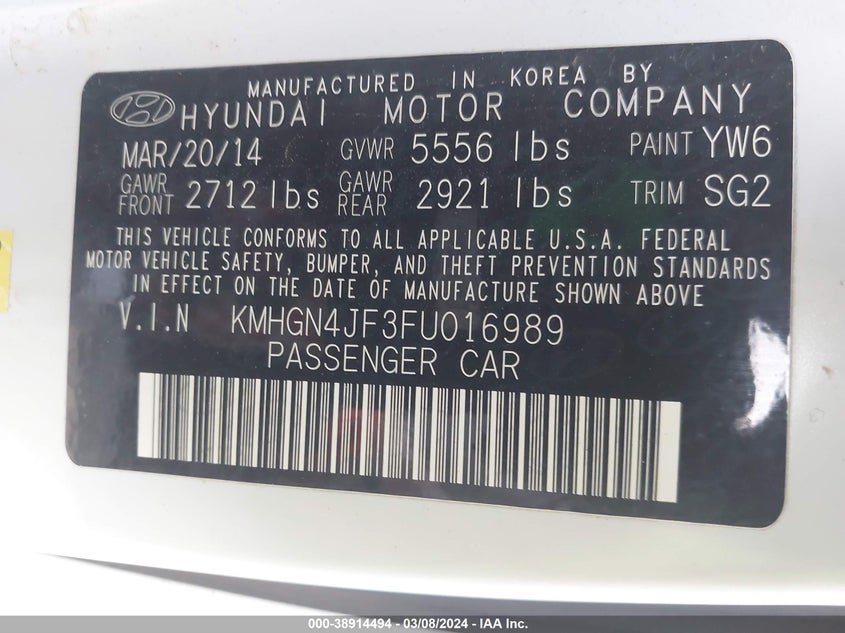 MANUFACTURED IN KOREA BY
HYUNDAI MOTOR COMPANY
MAR/20/14 GVWR 5556 lbs PAINT YW6
GAWR FRONT 2712 lbs GAWR REAR 2921 lbs TRIM SG2
THIS VEHICLE CONFORMS TO ALL APPLICABLE U.S.A. FEDERAL
MOTOR VEHICLE SAFETY, BUMPER, AND THEFT PREVENTION STANDARDS
IN EFFECT ON THE DATE OF MANUFACTURE SHOWN ABOVE
V.I.N KMHGN4JF3FU016989
PASSENGER CAR
000-38914494 - 03/08/2024 - IAA Inc.